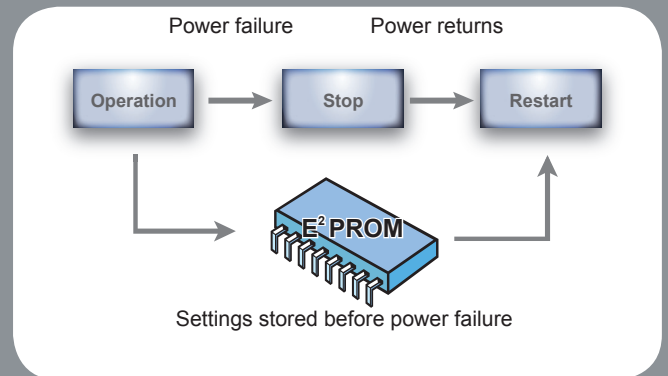 Power failure
Power returns
Operation
Stop
Restart
E² PROM
Settings stored before power failure